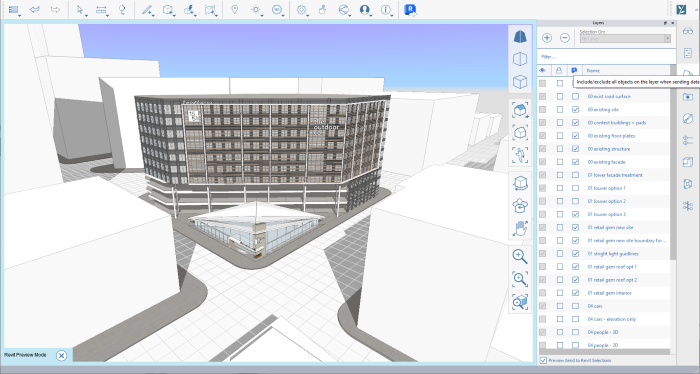 Layers
Selection On:
Filter...
Name
Include/exclude all objects on the layer when sending data
00 exist road surface
00 existing site
00 context buildings + pads
00 existing floor plates
00 existing structure
00 existing facade
01 lower facade treatment
01 louver option 1
01 louver option 2
01 louver option 3
01 retail gem new site
01 retail gem new site boundary for ...
01 streight light guidlines
01 retail gem roof opt 1
01 retail gem roof opt 2
01 retail gem interior
04 cars
04 cars - elevation only
04 people - 3D
04 people - 2D
outdoor
Revit Preview Mode
Preview Send to Revit Selections